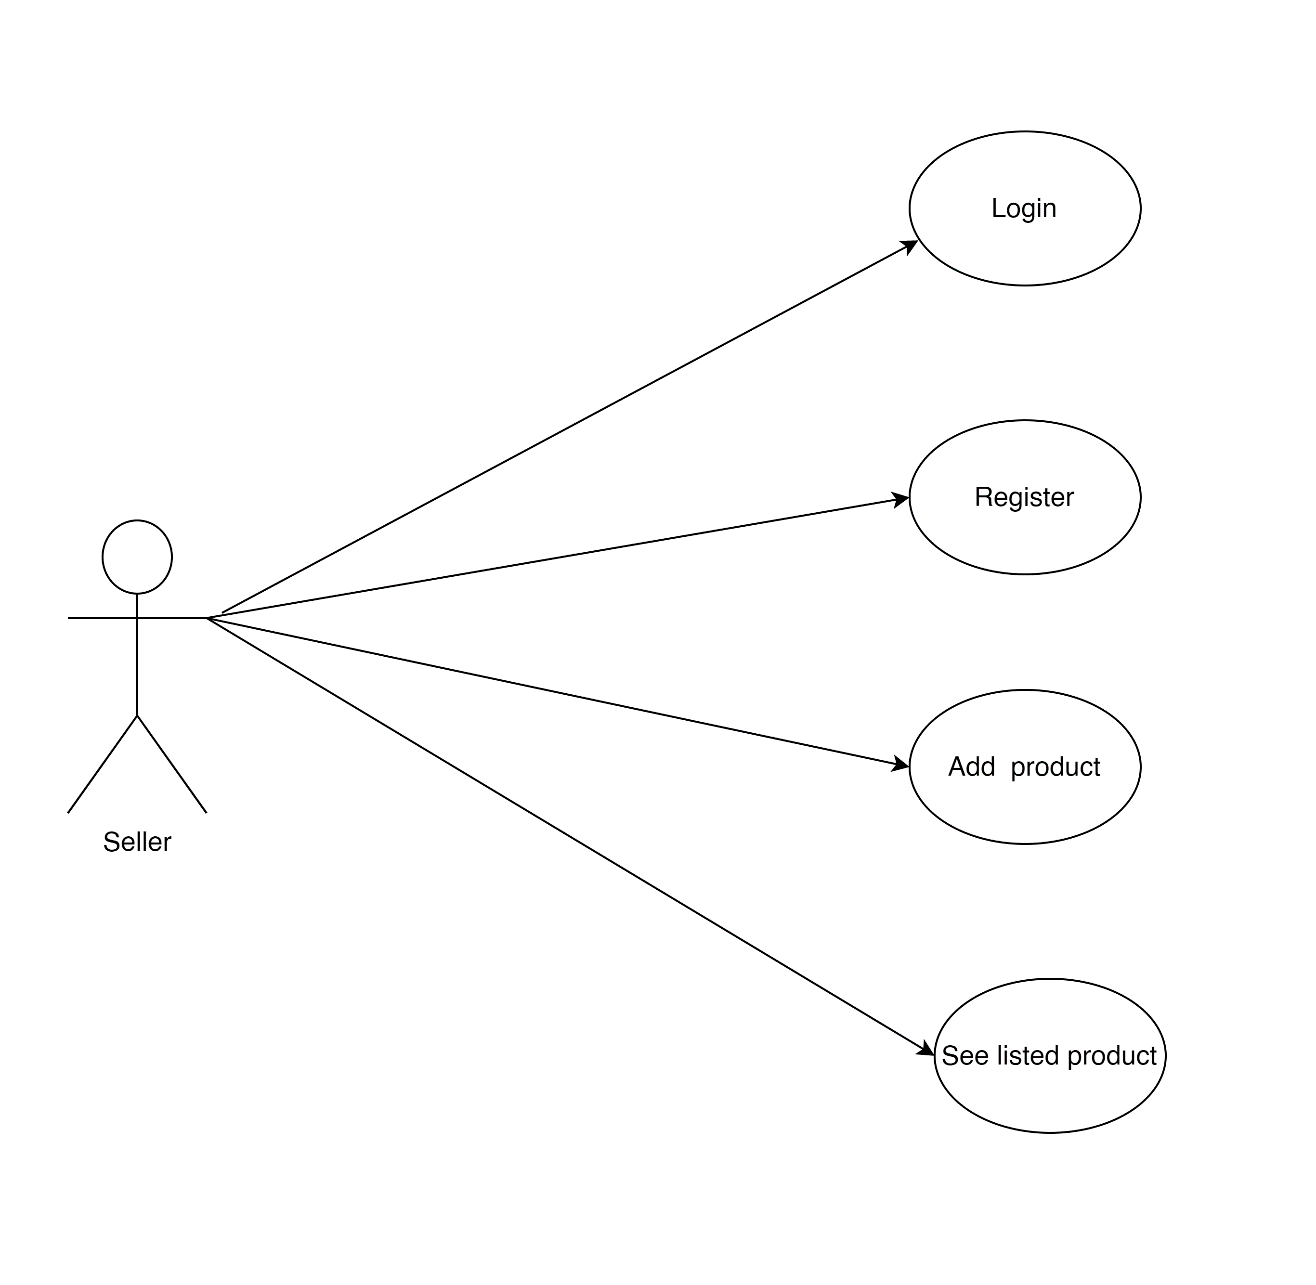 Login
Register
Add  product
See listed product
Seller